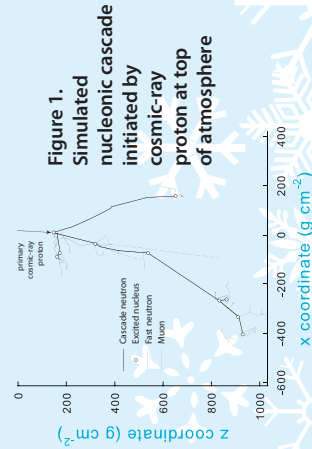 Figure 1.
Simulated
nucleonic cascade
initiated by
cosmic-ray
proton at top
of atmosphere
primary
cosmic-ray
proton
Cascade neutron
Excited nucleus
Fast neutron
Muon
0
200
400
600
800
1000
z coordinate (g cm-2)
-600
-400
-200
0
200
400
x coordinate (g cm-2)